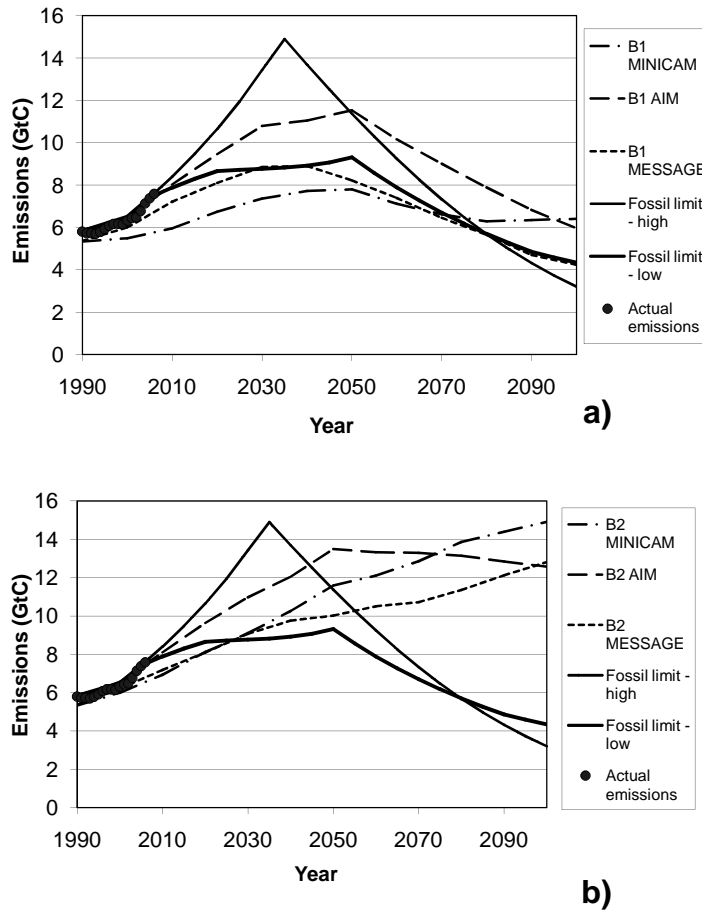 16
14
12
10
8
6
4
2
0
Emissions (GtC)
1990
2010
2030
2050
2070
2090
Year
B1
MINICAM
B1 AIM
B1
MESSAGE
Fossil limit
- high
Fossil limit
- low
Actual
emissions
a)
16
14
12
10
8
6
4
2
0
Emissions (GtC)
1990
2010
2030
2050
2070
2090
Year
B2
MINICAM
B2 AIM
B2
MESSAGE
Fossil limit -
high
Fossil limit -
low
Actual
emissions
b)